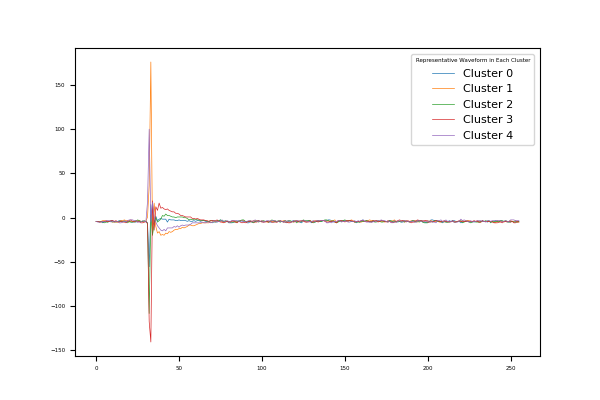 Representative Waveform in Each Cluster
Cluster 0
Cluster 1
Cluster 2
Cluster 3
Cluster 4
150
100
50
0
−50
−100
−150
0 50 100 150 200 250